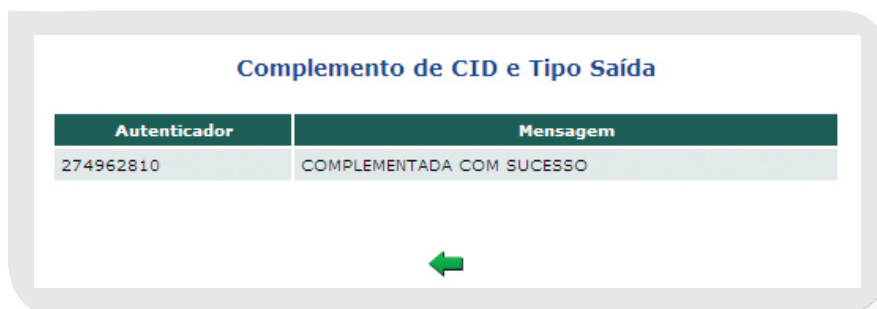 Complemento de CID e Tipo Saída
Autenticador Mensagem
274962810 COMPLEMENTADA COM SUCESSO